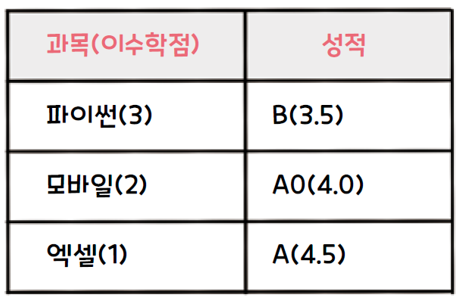 과목(이수학점) 성적
파이썬(3) B(3.5)
모바일(2) A0(4.0)
엑셀(1) A(4.5)